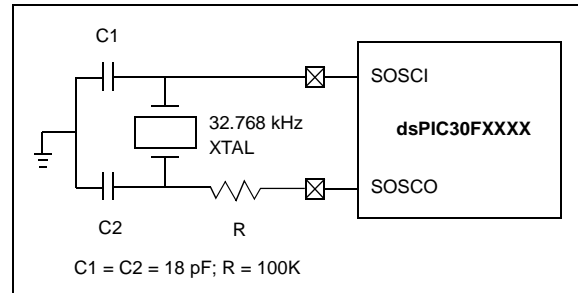 C1
SOSCI
32.768 kHz
XTAL
dsPIC30FXXXX
SOSCO
C2
R
C1 = C2 = 18 pF; R = 100K